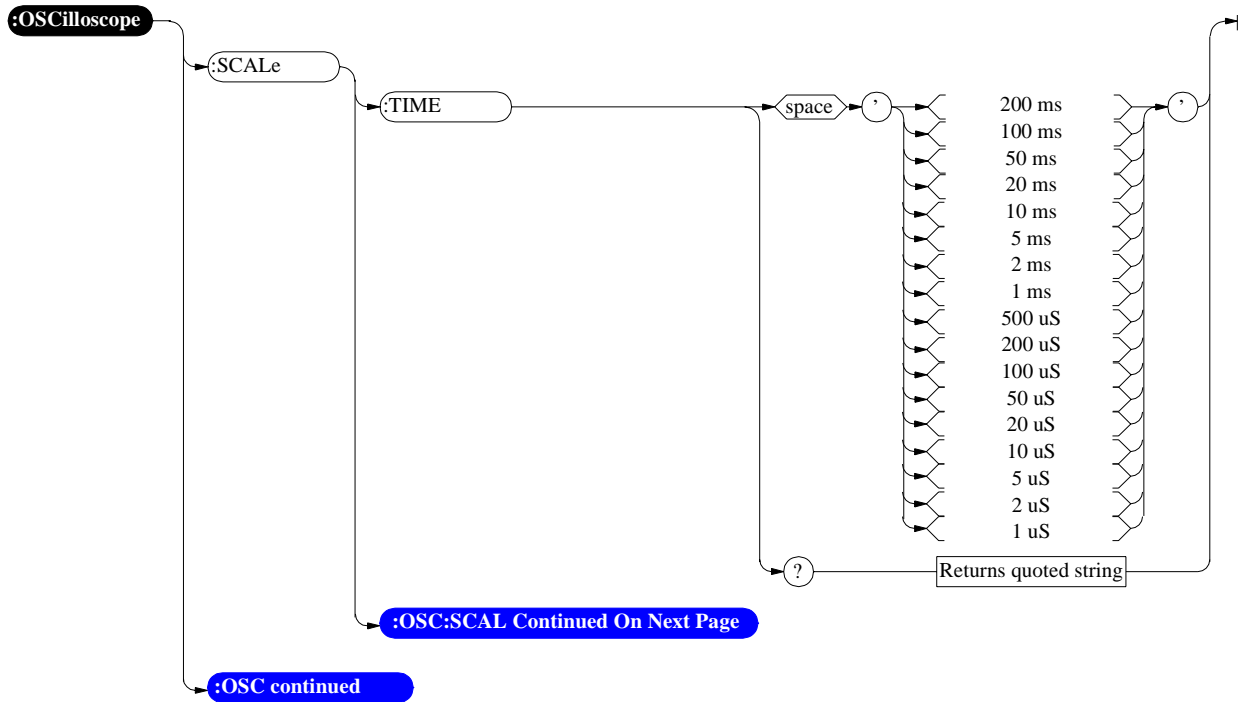 :OSCilloscope
:SCALe
:TIME
space ’ 200 ms ’
100 ms
50 ms
20 ms
10 ms
5 ms
2 ms
1 ms
500 uS
200 uS
100 uS
50 uS
20 uS
10 uS
5 uS
2 uS
1 uS
? Returns quoted string
:OSC:SCAL Continued On Next Page
:OSC continued